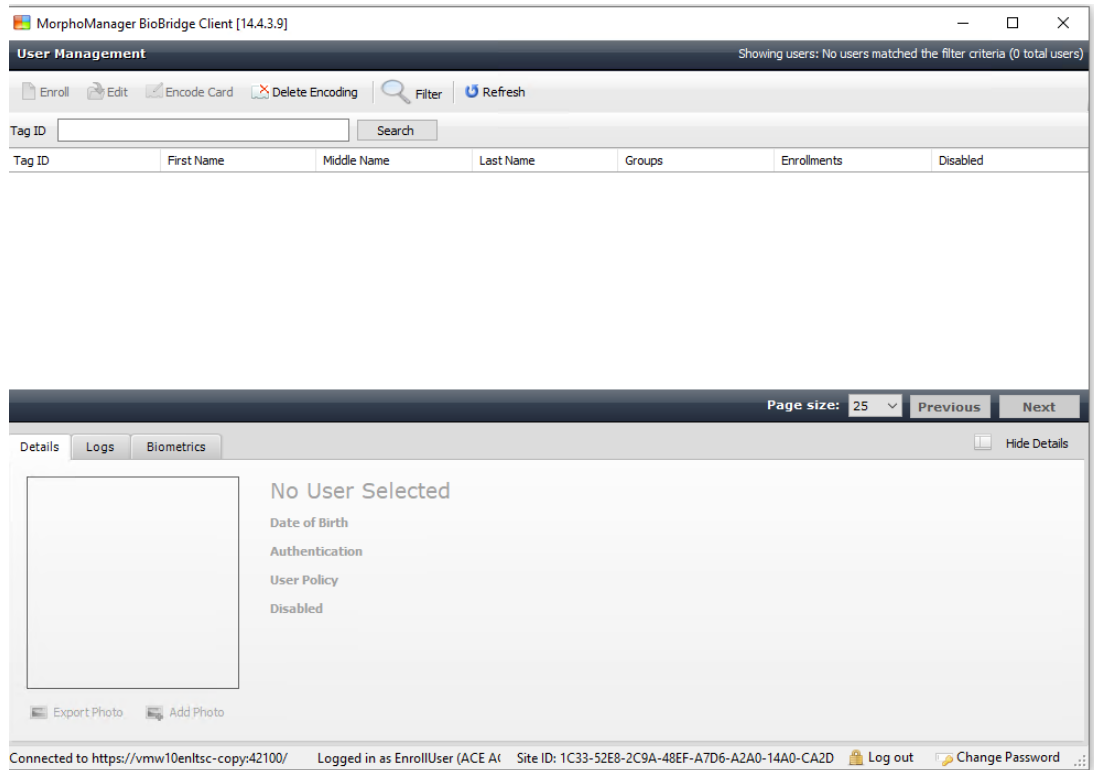 MorphoManager BioBridge Client [14.4.3.9]
User Management Showing users: No users matched the filter criteria (0 total users)
Enroll Edit Encode Card Delete Encoding Filter Refresh
Tag ID Search
Tag ID First Name Middle Name Last Name Groups Enrollments Disabled
Page size: 25 Previous Next
Details Logs Biometrics Hide Details
No User Selected
Date of Birth
Authentication
User Policy
Disabled
Export Photo Add Photo
Connected to https://vmw10enltsc-copy:42100/ Logged in as EnrollUser (ACE A( Site ID: 1C33-52E8-2C9A-48EF-A7D6-A2A0-14A0-CA2D Log out Change Password